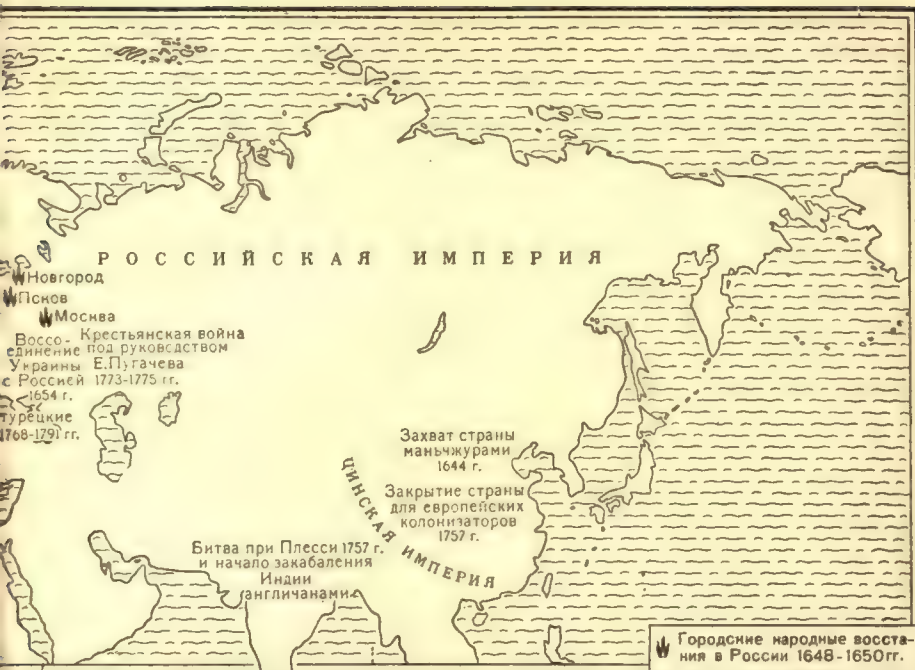 РОССИЙСКАЯ ИМПЕРИЯ
Новгород
Псков
Москва
Воссо-
единение
Украины
с Россией
1654 г.
Крестьянская война
под руководством
Е.Пугачева
1773-1775 гг.
турецкие
1768-1791 гг.
Захват страны
маньчжурами
1644 г.
Закрытие страны
для европейских
колонизаторов
1757 г.
ЦИНСКАЯ ИМПЕРИЯ
Битва при Плесси 1757 г.
и начало закабаления
Индии
англичанами
Городские народные восста-
ния в России 1648-1650гг.